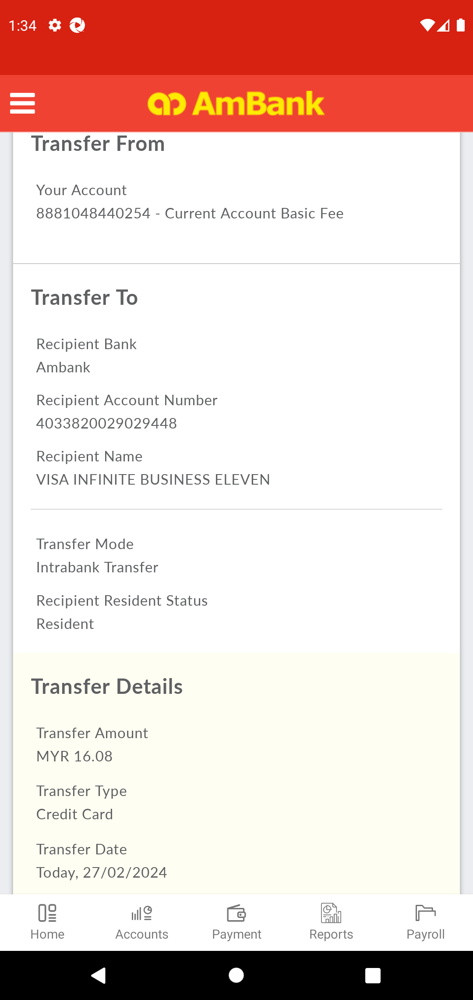 1:34
AmBank
Transfer From
Your Account
8881048440254 - Current Account Basic Fee
Transfer To
Recipient Bank
Ambank
Recipient Account Number
4033820029029448
Recipient Name
VISA INFINITE BUSINESS ELEVEN
Transfer Mode
Intrabank Transfer
Recipient Resident Status
Resident
Transfer Details
Transfer Amount
MYR 16.08
Transfer Type
Credit Card
Transfer Date
Today, 27/02/2024
Home Accounts Payment Reports Payroll